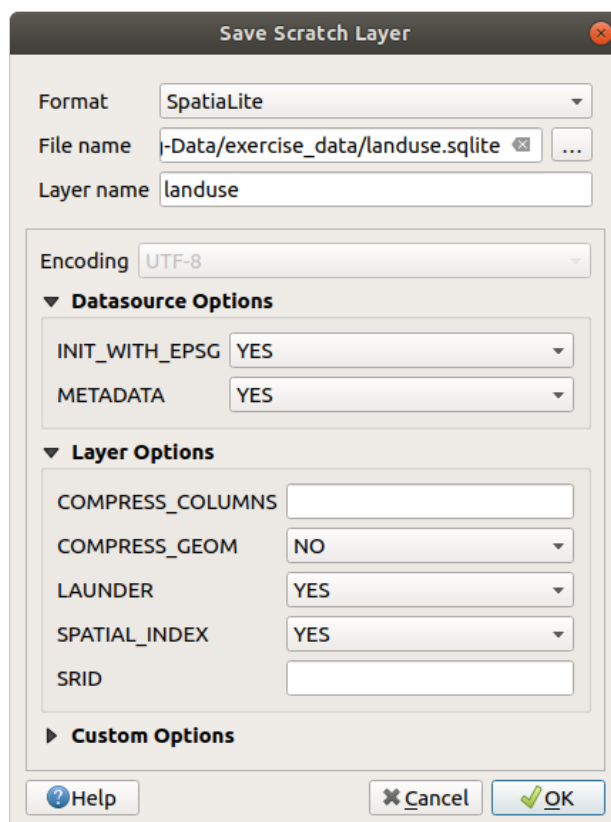 Save Scratch Layer
Format SpatiaLite
File name g-Data/exercise_data/landuse.sqlite ...
Layer name landuse
Encoding UTF-8
Datasource Options
INIT_WITH_EPSG YES
METADATA YES
Layer Options
COMPRESS_COLUMNS
COMPRESS_GEOM NO
LAUNDER YES
SPATIAL_INDEX YES
SRID
Custom Options
Help Cancel OK